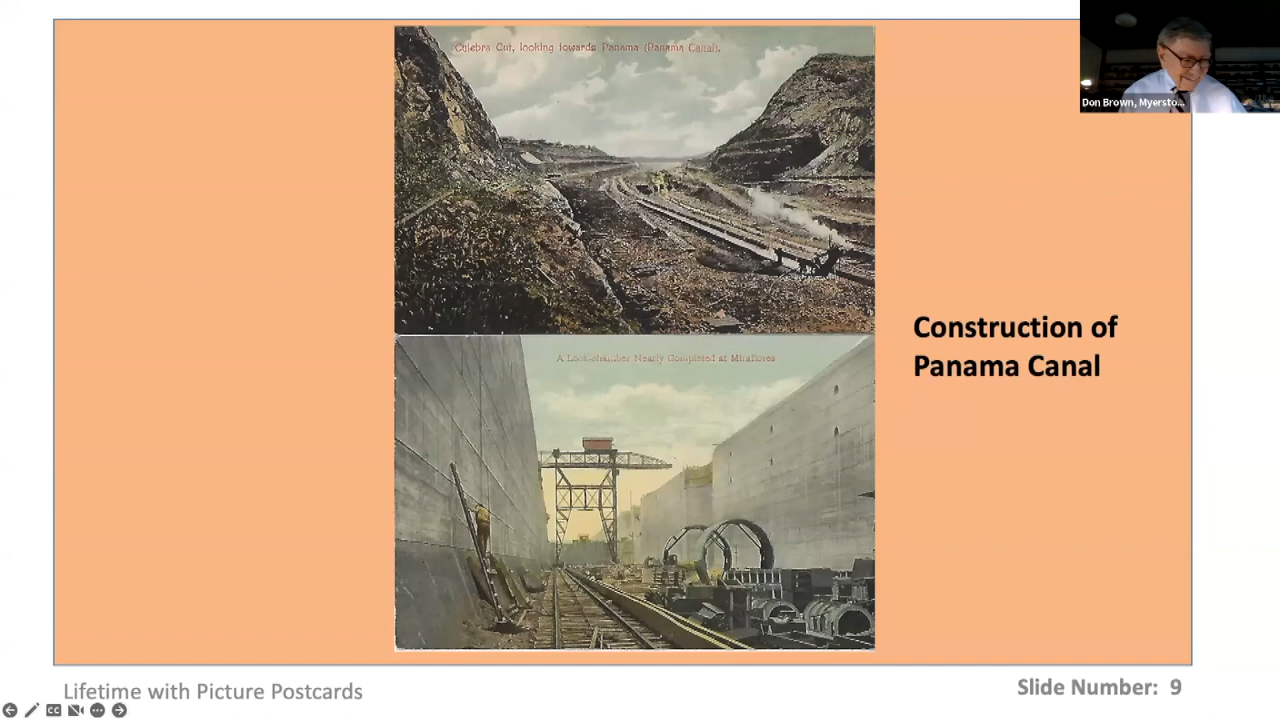 Culebra Cut, looking towards Panama (Panama Canal).
Don Brown, Myersto...
Construction of
Panama Canal
A Lock-chamber Nearly Completed at Miraflores
Lifetime with Picture Postcards
Slide Number: 9
CC